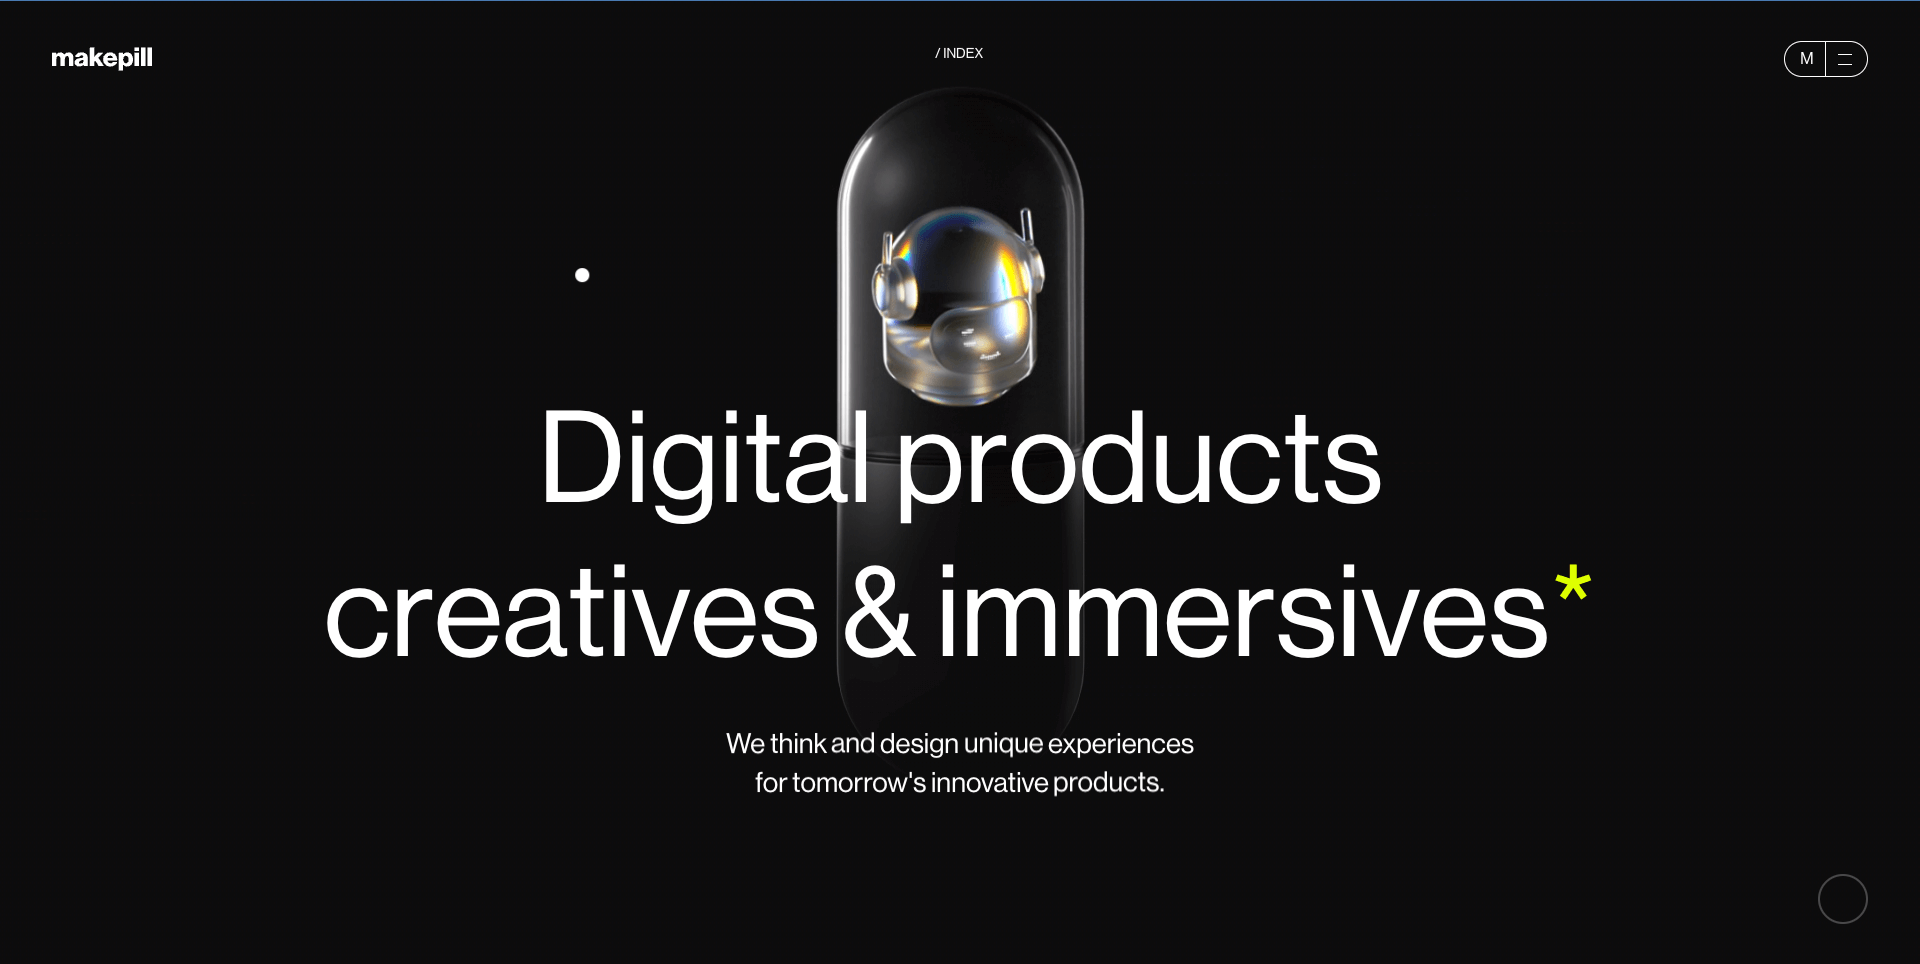 makepill
/ INDEX
M
Digital products
creatives & immersives*
We think and design unique experiences
for tomorrow's innovative products.